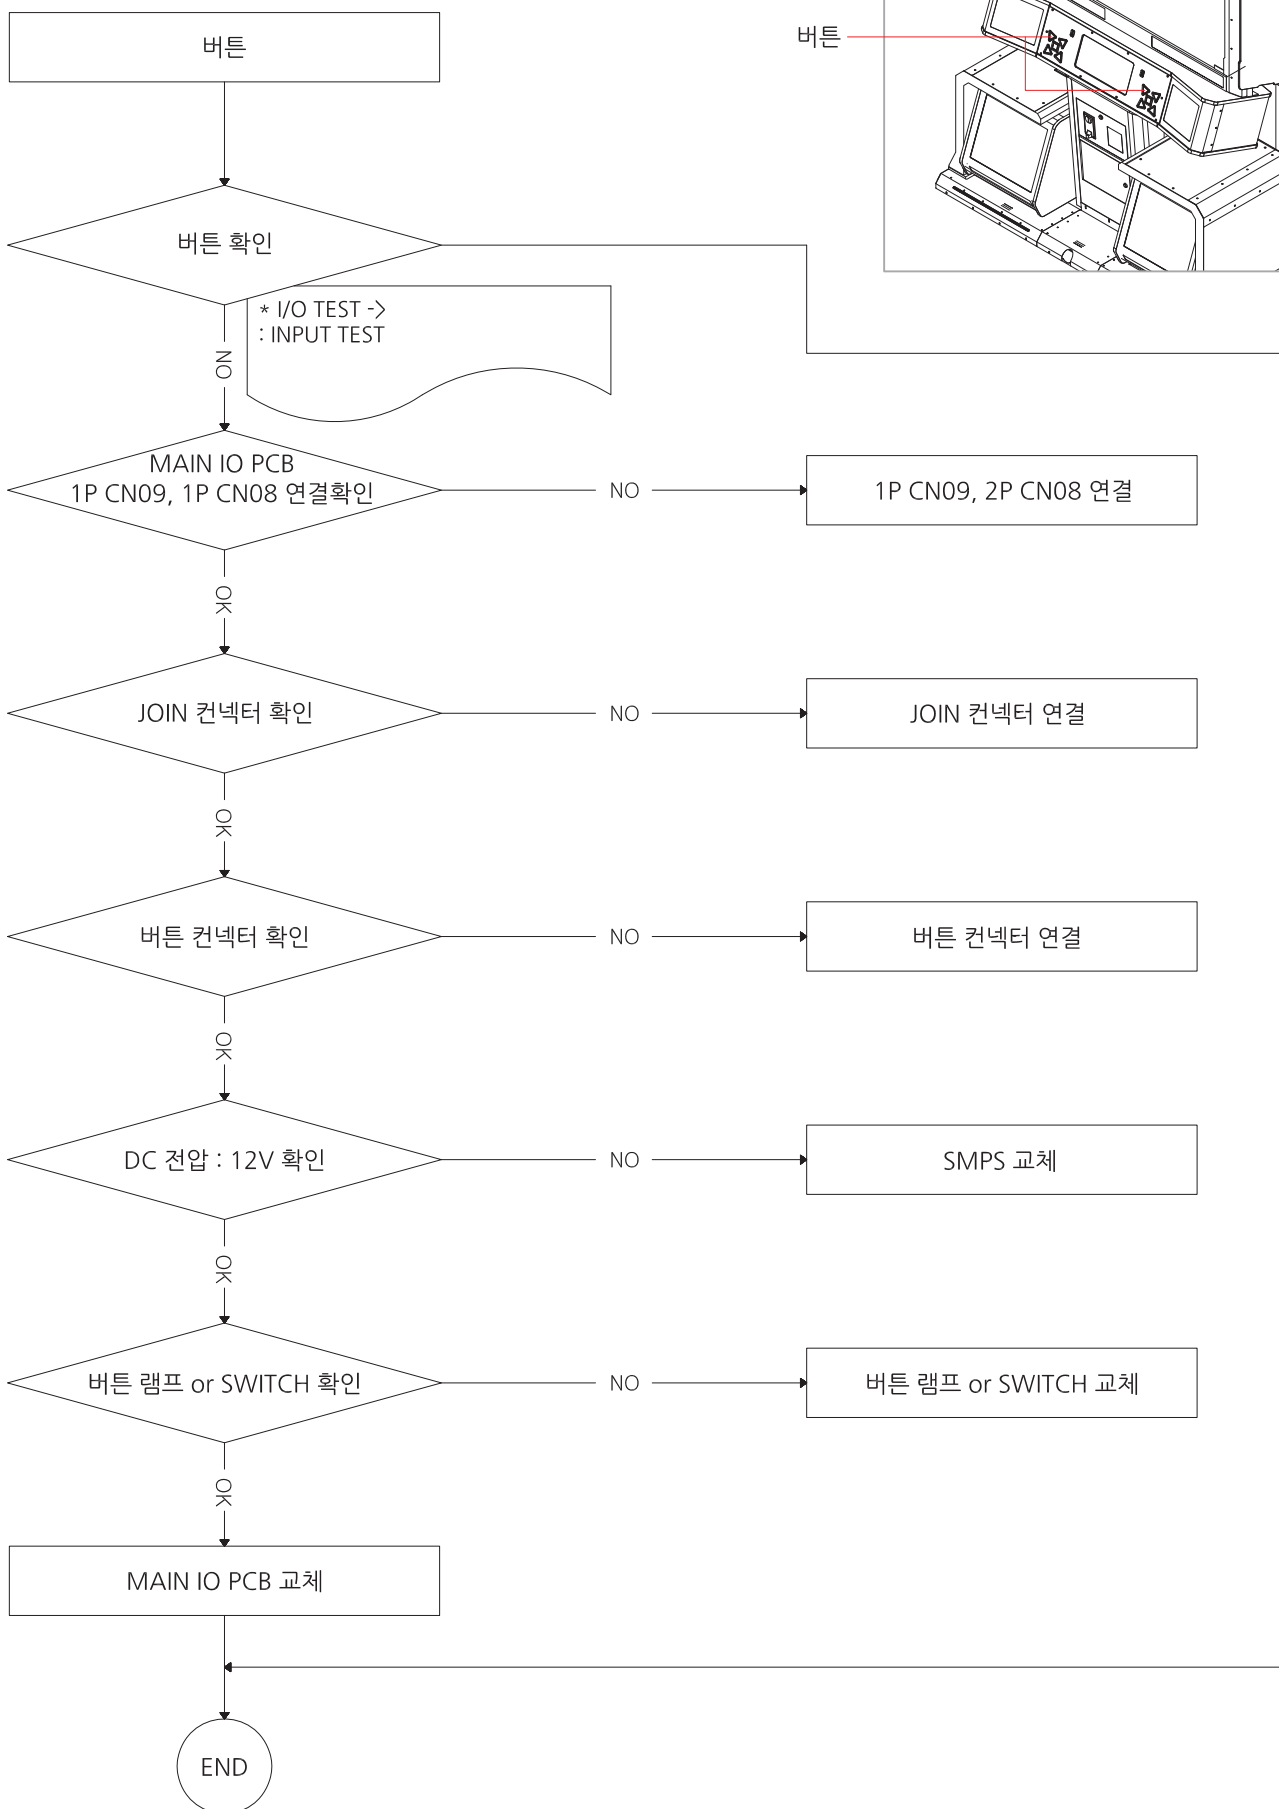 버튼
버튼
버튼 확인
* I/O TEST ->
: INPUT TEST
NO
MAIN IO PCB
1P CN09, 1P CN08 연결확인
NO
1P CN09, 2P CN08 연결
OK
JOIN 컨넥터 확인
NO
JOIN 컨넥터 연결
OK
버튼 컨넥터 확인
NO
버튼 컨넥터 연결
OK
DC 전압 : 12V 확인
NO
SMPS 교체
OK
버튼 램프 or SWITCH 확인
NO
버튼 램프 or SWITCH 교체
OK
MAIN IO PCB 교체
END